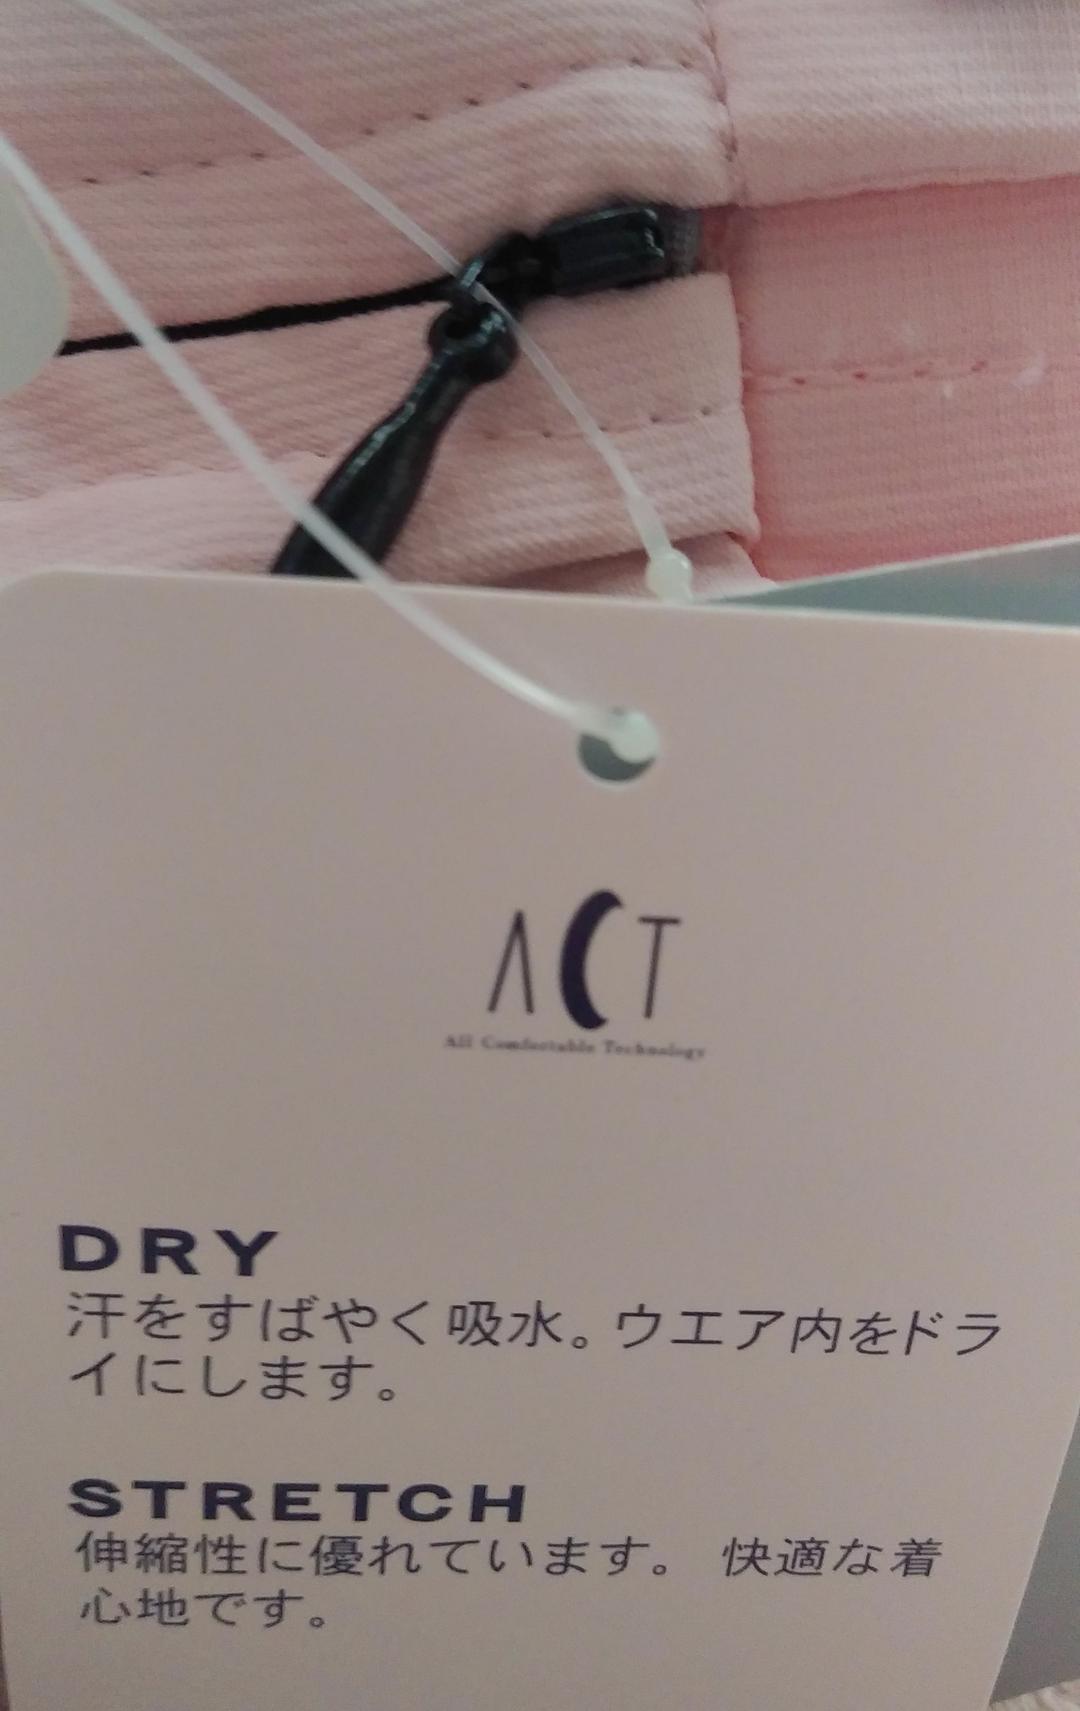 ACT
All Comfortable Technology
DRY
汗をすばやく吸水。ウエア内をドラ
イにします。
STRETCH
伸縮性に優れています。 快適な着
心地です。